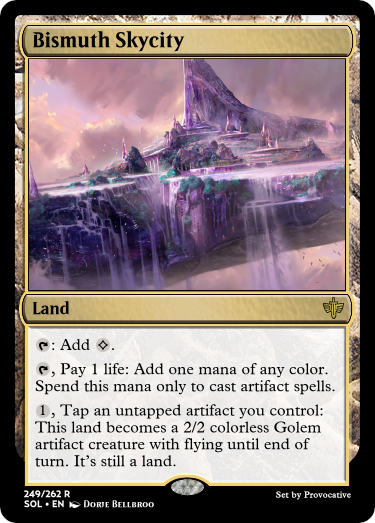 Bismuth Skycity
Land
: Add .
, Pay 1 life: Add one mana of any color.
Spend this mana only to cast artifact spells.
1, Tap an untapped artifact you control:
This land becomes a 2/2 colorless Golem
artifact creature with flying until end of
turn. It's still a land.
249/262 R
SOL • EN Dorje Bellbroo
Set by Provocative